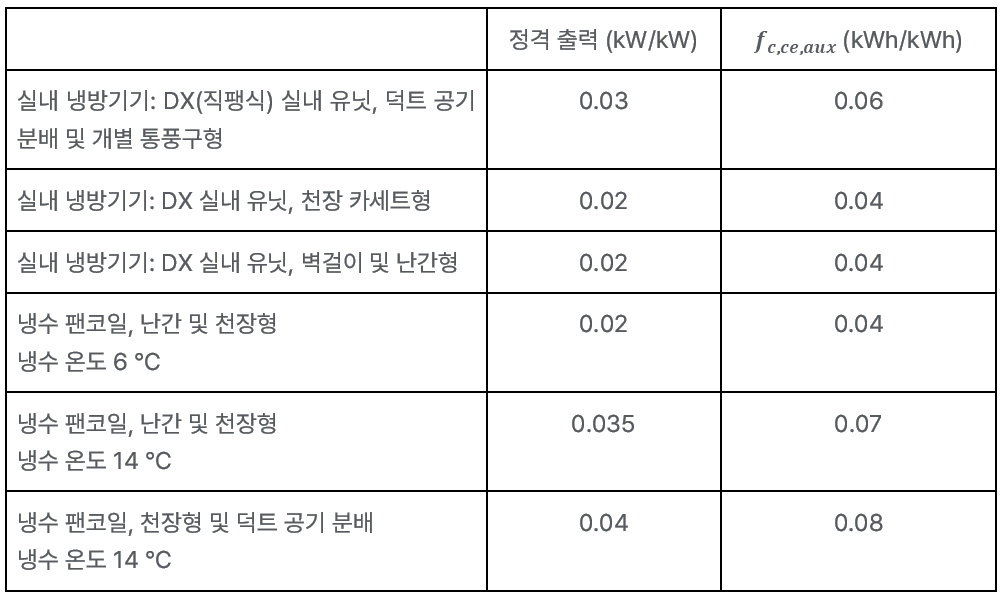 정격 출력 (kW/kW) f c,ce,aux (kWh/kWh)
실내 냉방기기: DX(직팽식) 실내 유닛, 덕트 공기 0.03 0.06
분배 및 개별 통풍구형
실내 냉방기기: DX 실내 유닛, 천장 카세트형 0.02 0.04
실내 냉방기기: DX 실내 유닛, 벽걸이 및 난간형 0.02 0.04
냉수 팬코일, 난간 및 천장형 0.02 0.04
냉수 온도 6 °C
냉수 팬코일, 난간 및 천장형 0.035 0.07
냉수 온도 14 °C
냉수 팬코일, 천장형 및 덕트 공기 분배 0.04 0.08
냉수 온도 14 °C